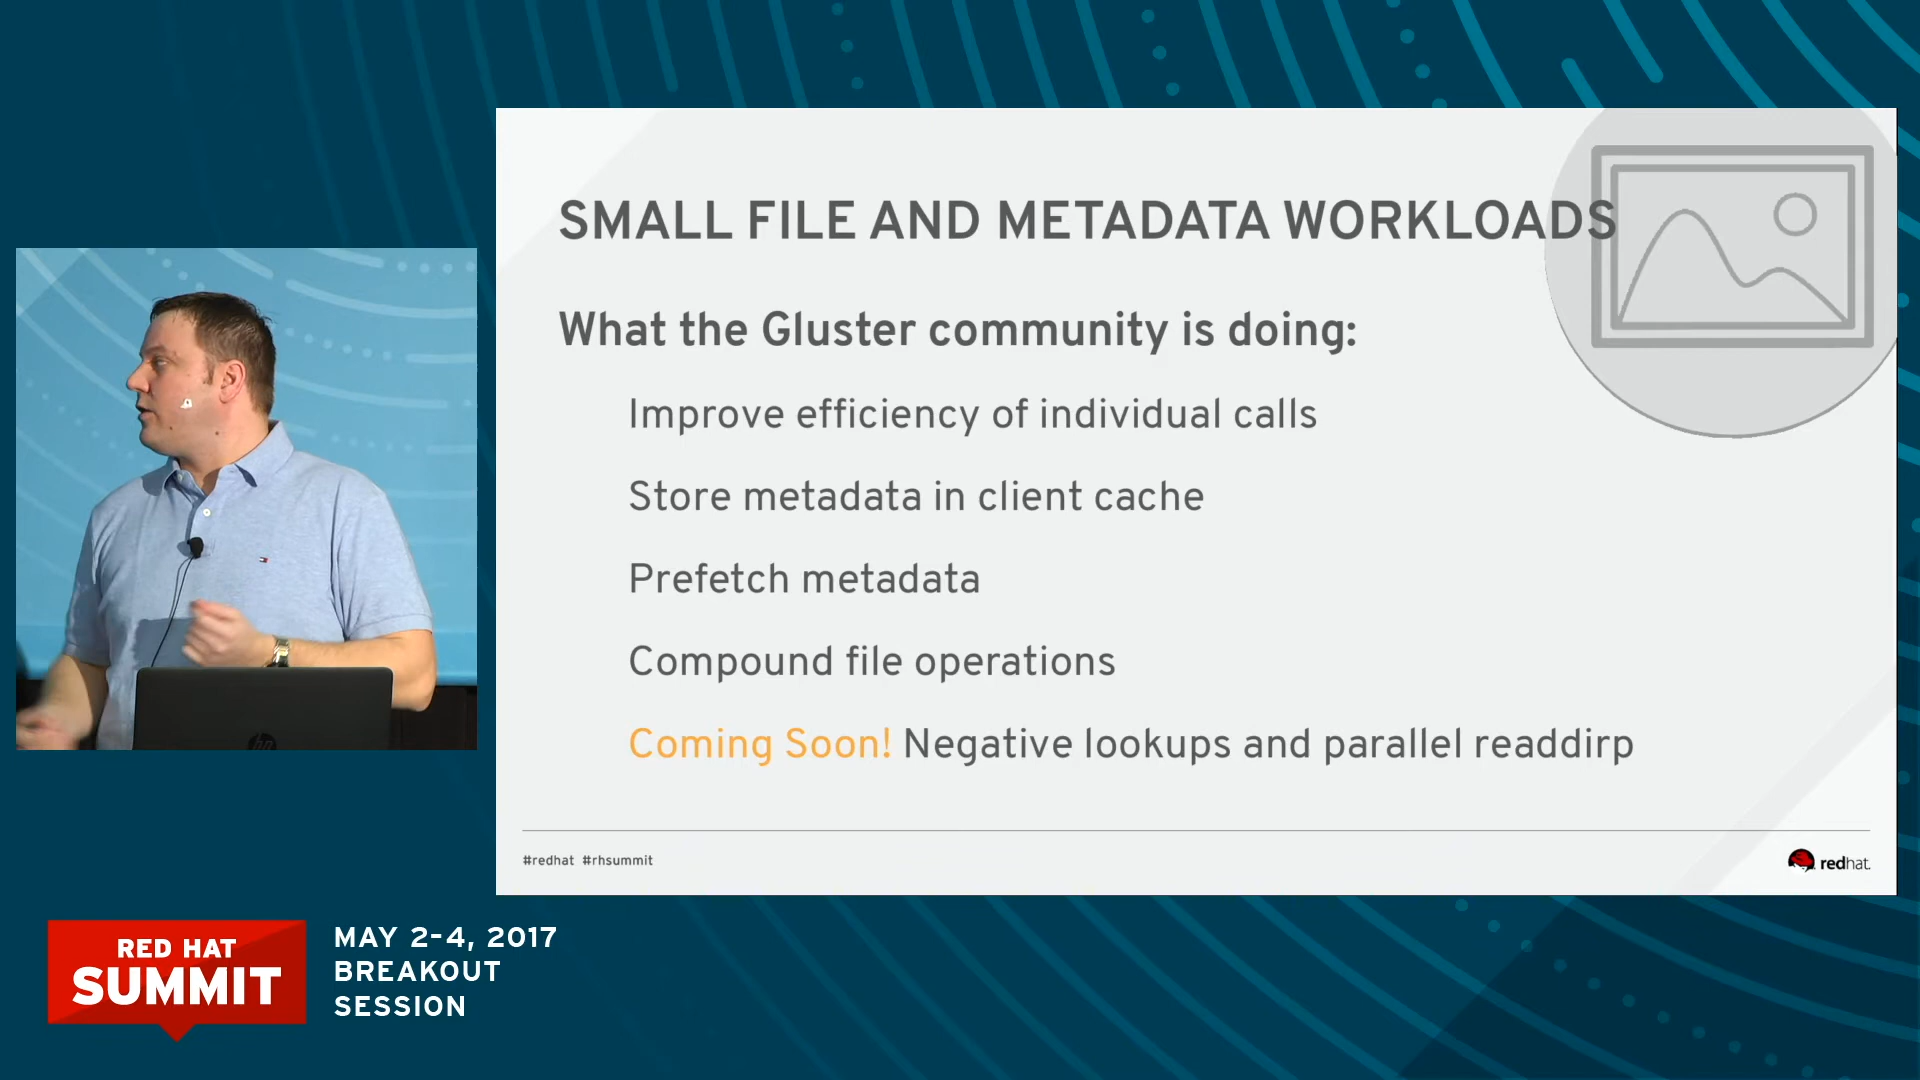 SMALL FILE AND METADATA WORKLOADS
What the Gluster community is doing:
Improve efficiency of individual calls
Store metadata in client cache
Prefetch metadata
Compound file operations
Coming Soon! Negative lookups and parallel readdirp
#redhat #rhsummit
redhat.
hp
RED HAT
SUMMIT
MAY 2-4, 2017
BREAKOUT
SESSION